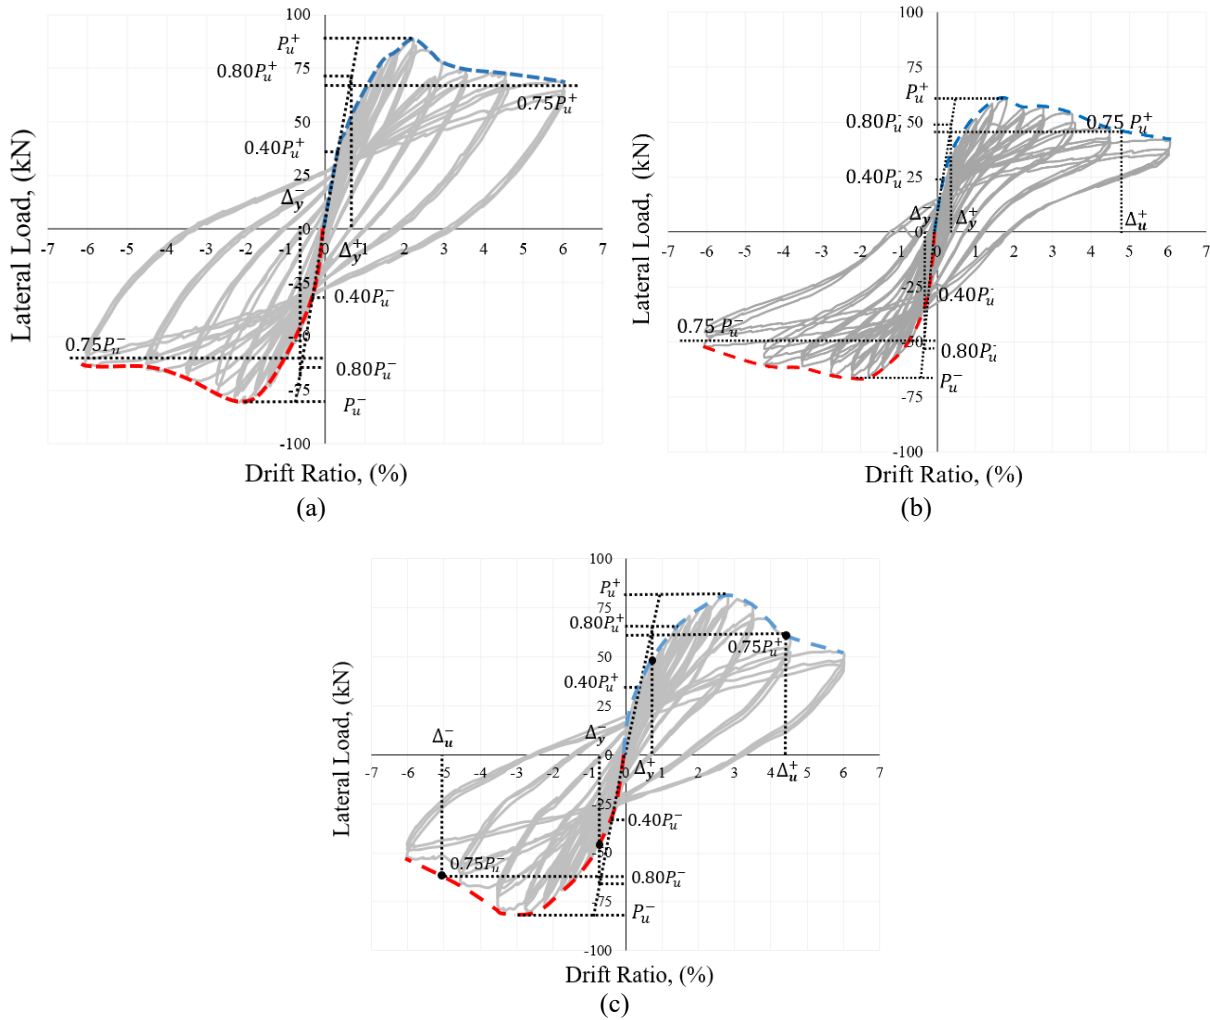 100
P_u^+
75
0.80P_u^+
0.75P_u^+
50
0.40P_u^+
25
Δ_y^-
0
-7 -6 -5 -4 -3 -2 -1 0 1 2 3 4 5 6 7
Δ_y^+
-25
0.40P_u^-
0.75P_u^-
0.80P_u^-
-75
P_u^-
-100
Lateral Load, (kN)
Drift Ratio, (%)
(a)
100
75
P_u^+
0.80P_u^-
50
0.75 P_u^+
25
0.40P_u^-
Δ_y^- Δ_y^+ Δ_u^+
0
-7 -6 -5 -4 -3 -2 -1 0 1 2 3 4 5 6 7
-25
0.40P_u^-
0.75 P_u^-
-50
0.80P_u^-
P_u^-
-75
-100
Lateral Load, (kN)
Drift Ratio, (%)
(b)
100
P_u^+
75
0.80P_u^+
0.75P_u^+
50
0.40P_u^+
25
Δ_u^- Δ_y^-
0
-7 -6 -5 -4 -3 -2 -1 0 1 2 3 4 5 6 7
Δ_y^+ Δ_u^+
-25
0.40P_u^-
0.75P_u^-
0.80P_u^-
-75
P_u^-
-100
Lateral Load, (kN)
Drift Ratio, (%)
(c)